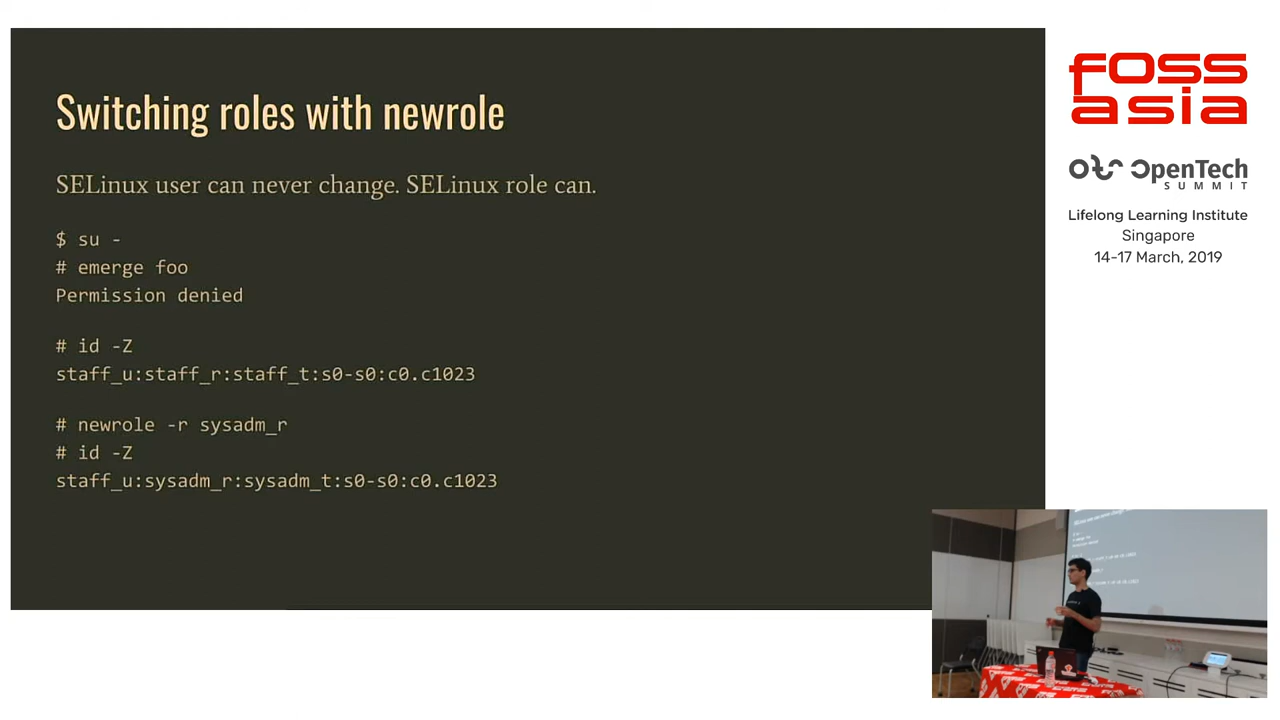 Switching roles with newrole
SELinux user can never change. SELinux role can.
$ su -
# emerge foo
Permission denied
# id -Z
staff_u:staff_r:staff_t:s0-s0:c0.c1023
# newrole -r sysadm_r
# id -Z
staff_u:sysadm_r:sysadm_t:s0-s0:c0.c1023
foss
asia
OpenTech
SUMMIT
Lifelong Learning Institute
Singapore
14-17 March, 2019